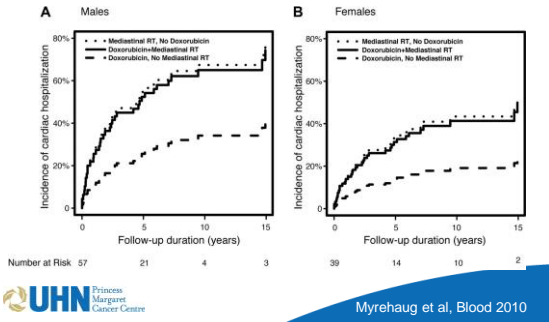 A Males
Mediastinal RT, No Doxorubicin
Doxorubicin+Mediastinal RT
Doxorubicin, No Mediastinal RT
Incidence of cardiac hospitalization
80%
60%
40%
20%
0
0 5 10 15
Follow-up duration (years)
B Females
Mediastinal RT, No Doxorubicin
Doxorubicin+Mediastinal RT
Doxorubicin, No Mediastinal RT
Incidence of cardiac hospitalization
80%
60%
40%
20%
0
0 5 10 15
Follow-up duration (years)
Number at Risk 57 21 4 3
39 14 10 2
UHN Princess
Margaret
Cancer Centre
Myrehaug et al, Blood 2010